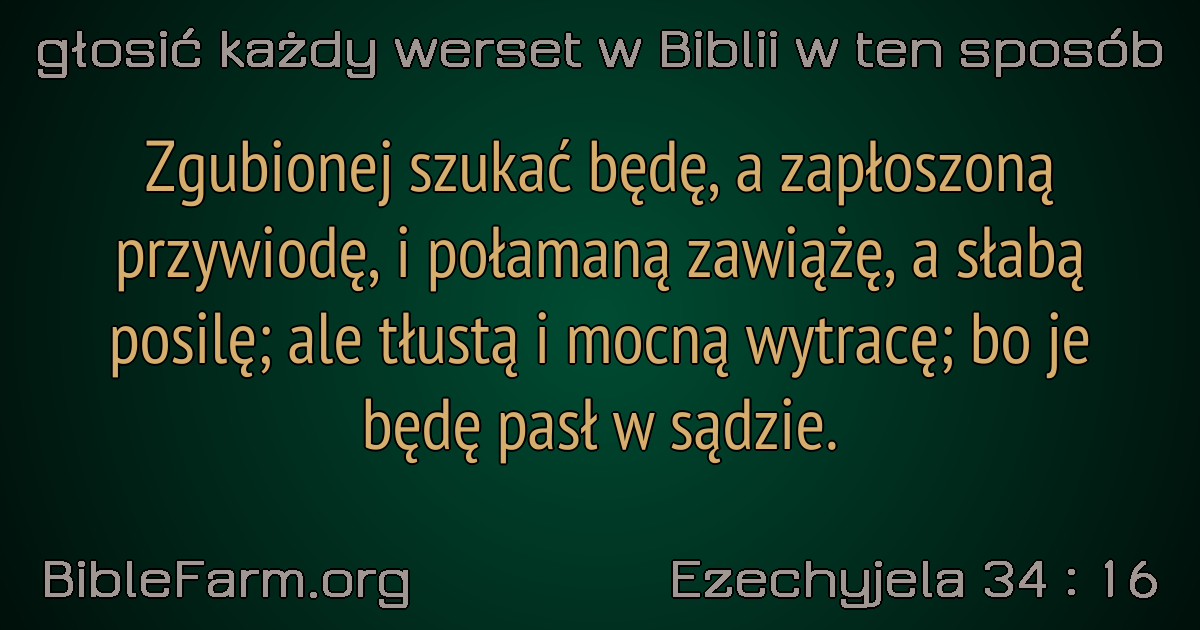 głosić każdy werset w Biblii w ten sposób
Zgubionej szukać będę, a zapłoszoną
przywiodę, i połamaną zawiążę, a słabą
posilę; ale tłustą i mocną wytracę; bo je
będę pasł w sądzie.
BibleFarm.org
Ezechyjela 34 : 16